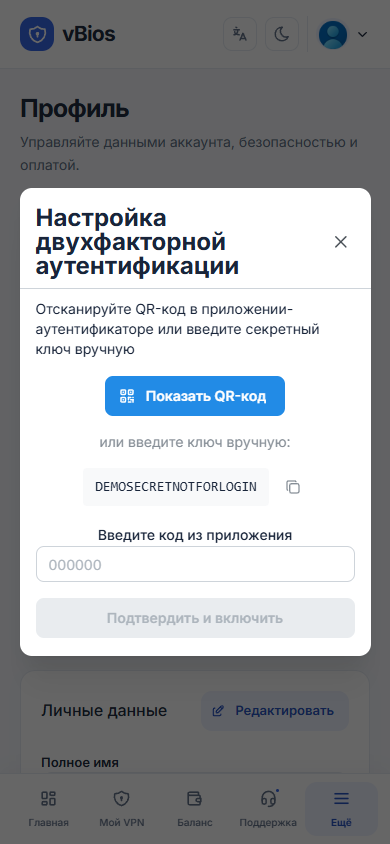 vBios
Профиль
Управляйте данными аккаунта, безопасностью и
оплатой.
Настройка
двухфакторной
аутентификации
Отсканируйте QR-код в приложении-
аутентификаторе или введите секретный
ключ вручную
Показать QR-код
или введите ключ вручную:
DEMOSECRETNOTFORLOGIN
Введите код из приложения
000000
Подтвердить и включить
Личные данные
Редактировать
Полное имя
Главная
Мой VPN
Баланс
Поддержка
Ещё